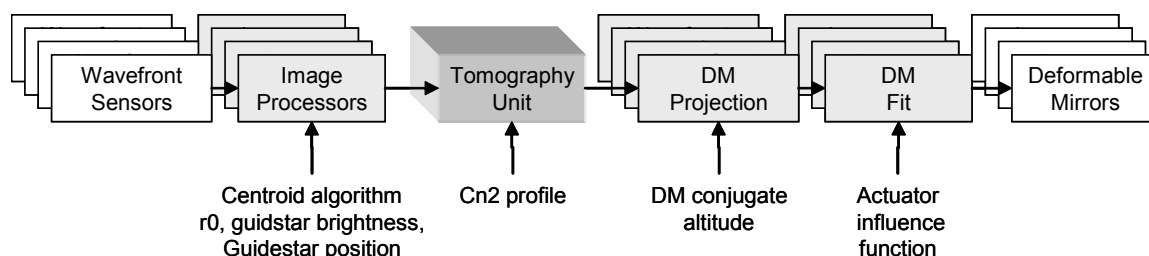 Wavefront
Sensors
Image
Processors
Tomography
Unit
DM
Projection
DM
Fit
Deformable
Mirrors
Centroid algorithm
r0, guidstar brightness,
Guidestar position
Cn2 profile
DM conjugate
altitude
Actuator
influence
function